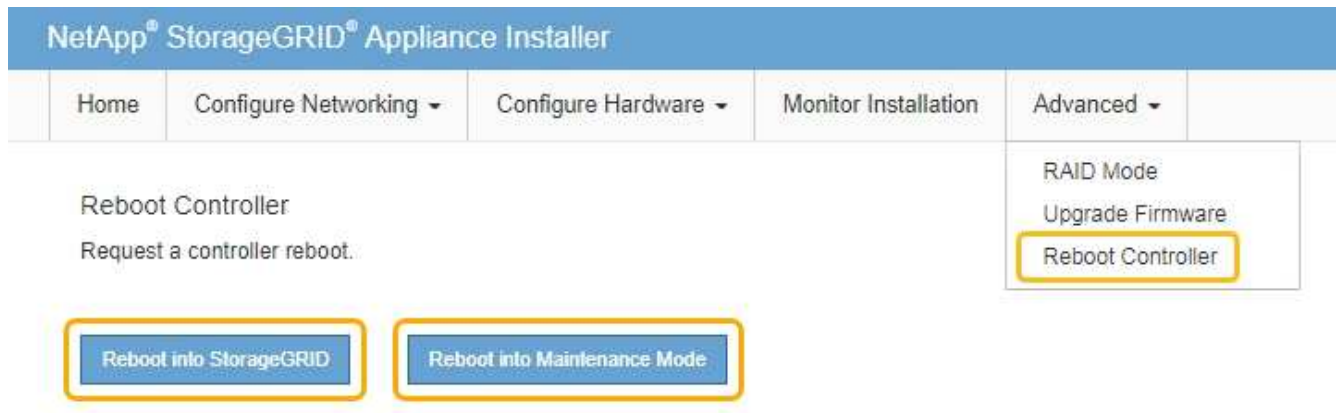 NetApp® StorageGRID® Appliance Installer
Home Configure Networking Configure Hardware Monitor Installation Advanced
RAID Mode
Upgrade Firmware
Reboot Controller
Reboot Controller
Request a controller reboot.
Reboot into StorageGRID Reboot into Maintenance Mode